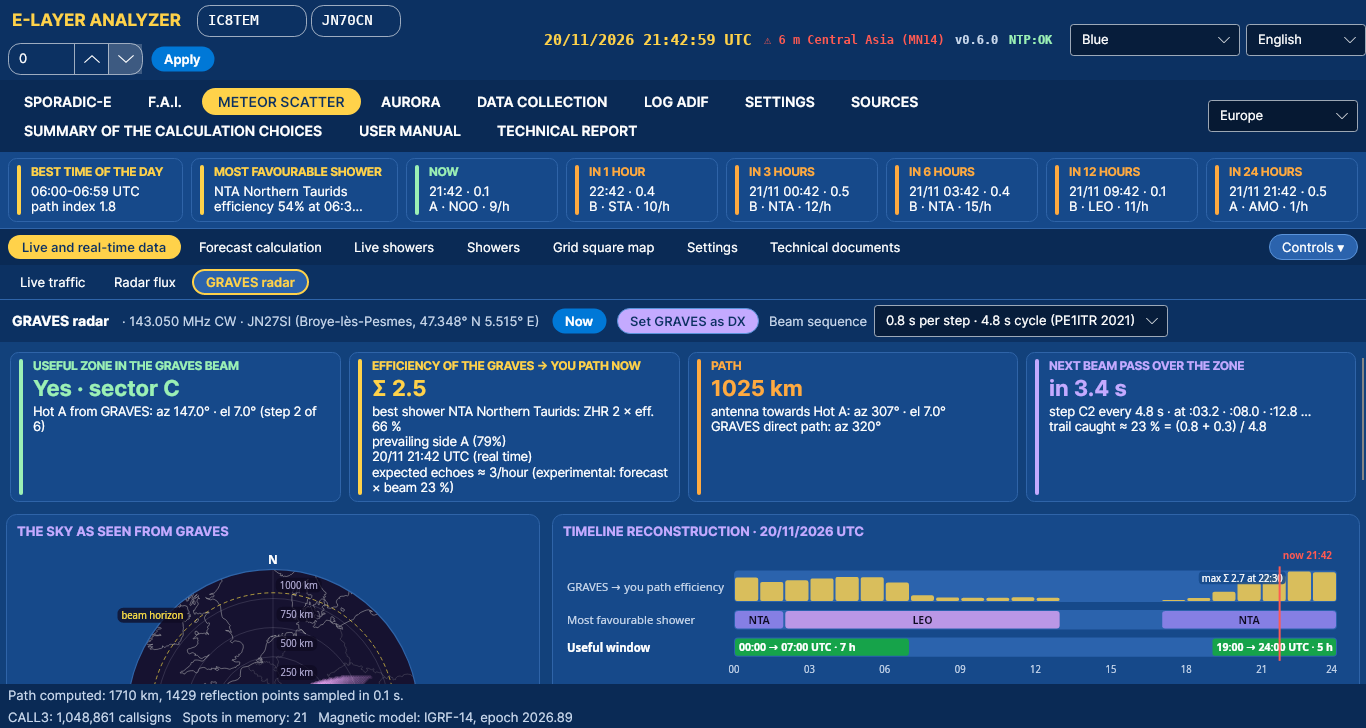 E-LAYER ANALYZER
IC8TEM
JN70CN
20/11/2026 21:42:59 UTC
⚠ 6 m Central Asia (MN14)
v0.6.0
NTP:OK
Blue
English
0
Apply
SPORADIC-E
F.A.I.
METEOR SCATTER
AURORA
DATA COLLECTION
LOG ADIF
SETTINGS
SOURCES
SUMMARY OF THE CALCULATION CHOICES
USER MANUAL
TECHNICAL REPORT
Europe
BEST TIME OF THE DAY
06:00-06:59 UTC
path index 1.8
MOST FAVOURABLE SHOWER
NTA Northern Taurids
efficiency 54% at 06:3...
NOW
21:42 · 0.1
A · NOO · 9/h
IN 1 HOUR
22:42 · 0.4
B · STA · 10/h
IN 3 HOURS
21/11 00:42 · 0.5
B · NTA · 12/h
IN 6 HOURS
21/11 03:42 · 0.4
B · NTA · 15/h
IN 12 HOURS
21/11 09:42 · 0.1
B · LEO · 11/h
IN 24 HOURS
21/11 21:42 · 0.5
A · AMO · 1/h
Live and real-time data
Forecast calculation
Live showers
Showers
Grid square map
Settings
Technical documents
Controls ▾
Live traffic
Radar flux
GRAVES radar
GRAVES radar
· 143.050 MHz CW · JN27SI (Broye-lès-Pesmes, 47.348° N 5.515° E)
Now
Set GRAVES as DX
Beam sequence
0.8 s per step · 4.8 s cycle (PE1ITR 2021)
USEFUL ZONE IN THE GRAVES BEAM
Yes · sector C
Hot A from GRAVES: az 147.0° · el 7.0° (step 2 of
6)
EFFICIENCY OF THE GRAVES → YOU PATH NOW
Σ 2.5
best shower NTA Northern Taurids: ZHR 2 × eff.
66 %
prevailing side A (79%)
20/11 21:42 UTC (real time)
expected echoes ≈ 3/hour (experimental: forecast
× beam 23 %)
PATH
1025 km
antenna towards Hot A: az 307° · el 7.0°
GRAVES direct path: az 320°
NEXT BEAM PASS OVER THE ZONE
in 3.4 s
step C2 every 4.8 s · at :03.2 · :08.0 · :12.8 ...
trail caught ≈ 23 % = (0.8 + 0.3) / 4.8
THE SKY AS SEEN FROM GRAVES
N
1000 km
beam horizon
750 km
500 km
250 km
TIMELINE RECONSTRUCTION · 20/11/2026 UTC
now 21:42
GRAVES → you path efficiency
max Σ 2.7 at 22:30
Most favourable shower
NTA
LEO
NTA
Useful window
00:00 → 07:00 UTC · 7 h
19:00 → 24:00 UTC · 5 h
00
03
06
09
12
15
18
21
24
Path computed: 1710 km, 1429 reflection points sampled in 0.1 s.
CALL3: 1,048,861 callsigns
Spots in memory: 21
Magnetic model: IGRF-14, epoch 2026.89